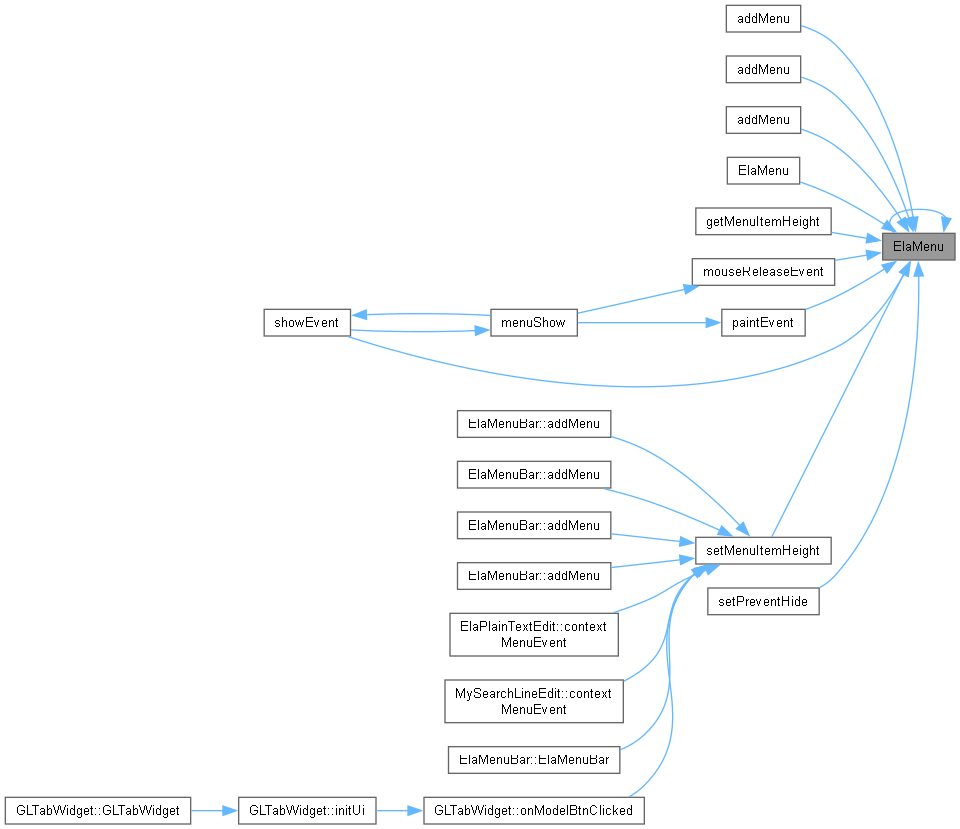 addMenu
addMenu
addMenu
ElaMenu
getMenuItemHeight
ElaMenu
mouseReleaseEvent
showEvent
menuShow
paintEvent
ElaMenuBar::addMenu
ElaMenuBar::addMenu
ElaMenuBar::addMenu
setMenuItemHeight
ElaMenuBar::addMenu
setPreventHide
ElaPlainTextEdit::context
MenuEvent
MySearchLineEdit::context
MenuEvent
ElaMenuBar::ElaMenuBar
GLTabWidget::GLTabWidget
GLTabWidget::initUi
GLTabWidget::onModelBtnClicked